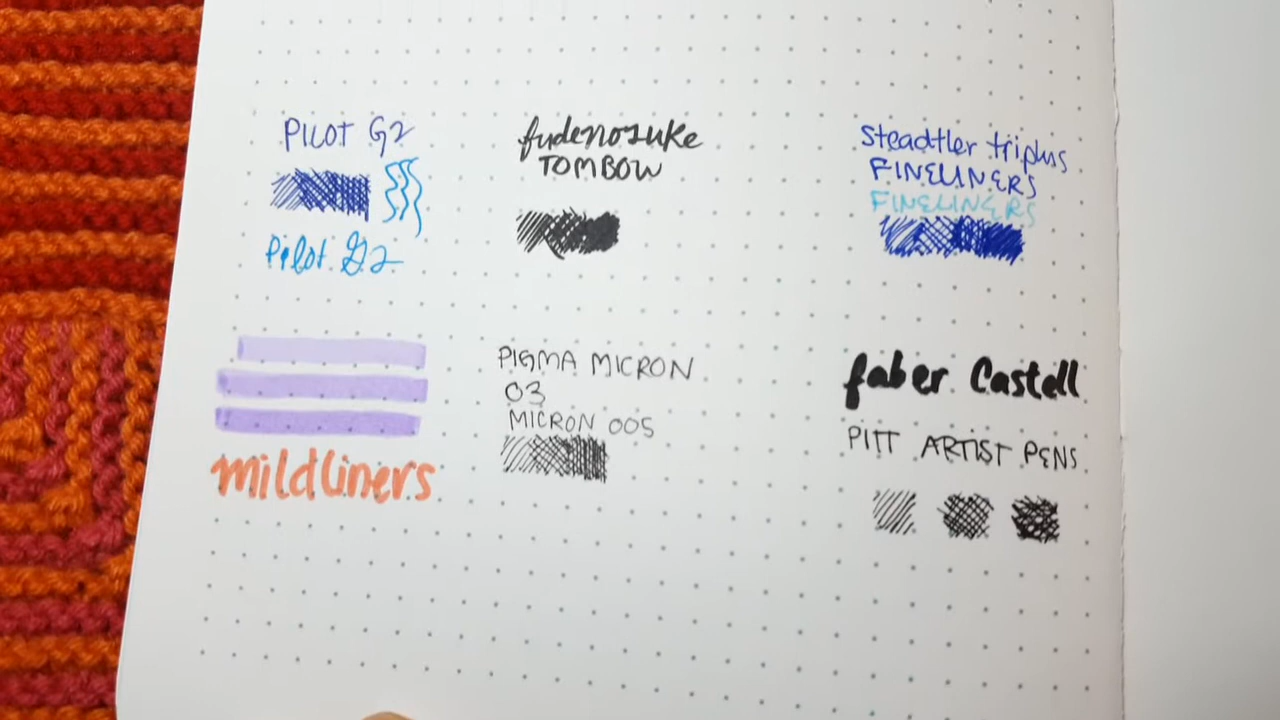 PILOT G2
Pilot G2
fudenosuke
TOMBOW
Steadtler triplus
FINELINERS
FINELINERS
mildliners
PIGMA MICRON
03
MICRON 005
faber Castell
PITT ARTIST PENS